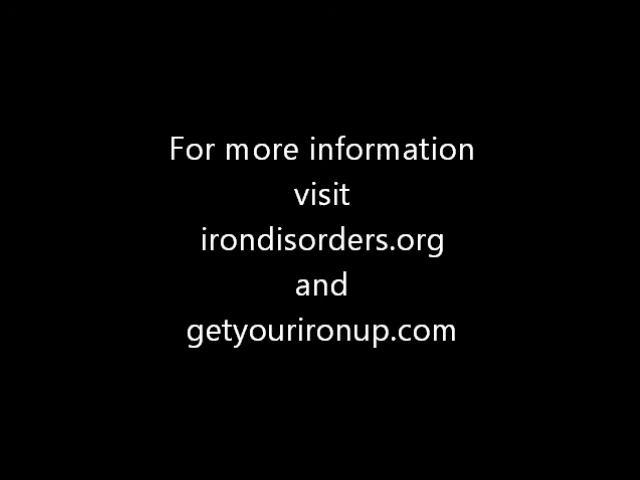 For more information
visit
irondisorders.org
and
getyourironup.com